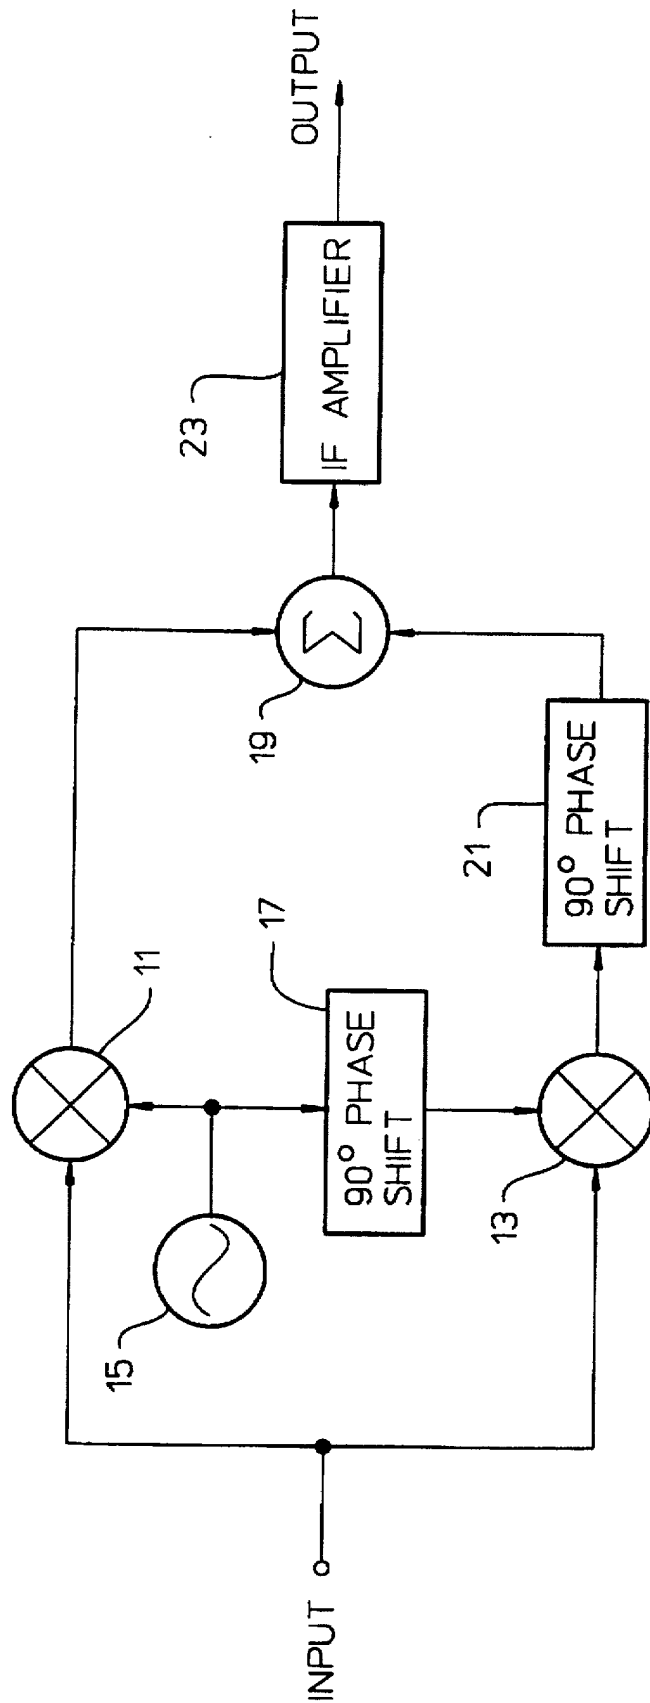 INPUT
15
11
17
90° PHASE
SHIFT
13
19
21
90° PHASE
SHIFT
Σ
23
IF AMPLIFIER
OUTPUT